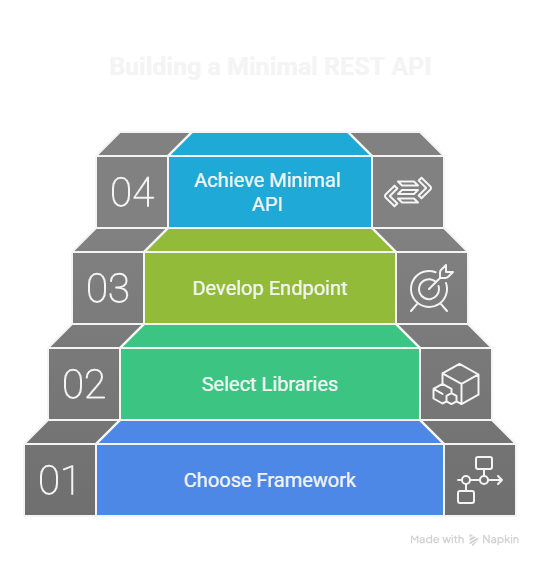 Building a Minimal REST API
04
Achieve Minimal
API
03
Develop Endpoint
02
Select Libraries
01
Choose Framework
Made with Napkin